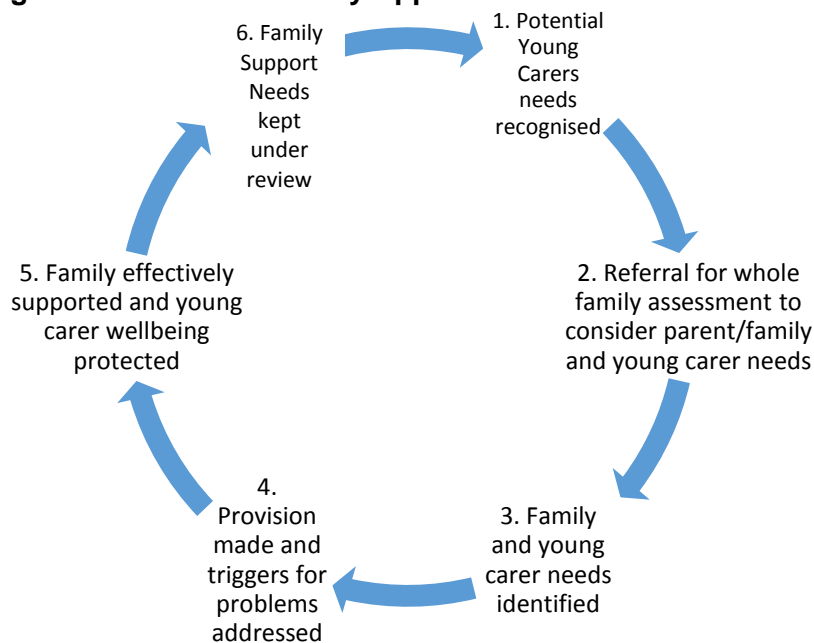 1. Potential
Young
Carers
needs
recognised
2. Referral for whole
family assessment to
consider parent/family
and young carer needs
3. Family
and young
carer needs
identified
4.
Provision
made and
triggers for
problems
addressed
5. Family effectively
supported and young
carer wellbeing
protected
6. Family
Support
Needs
kept
under
review